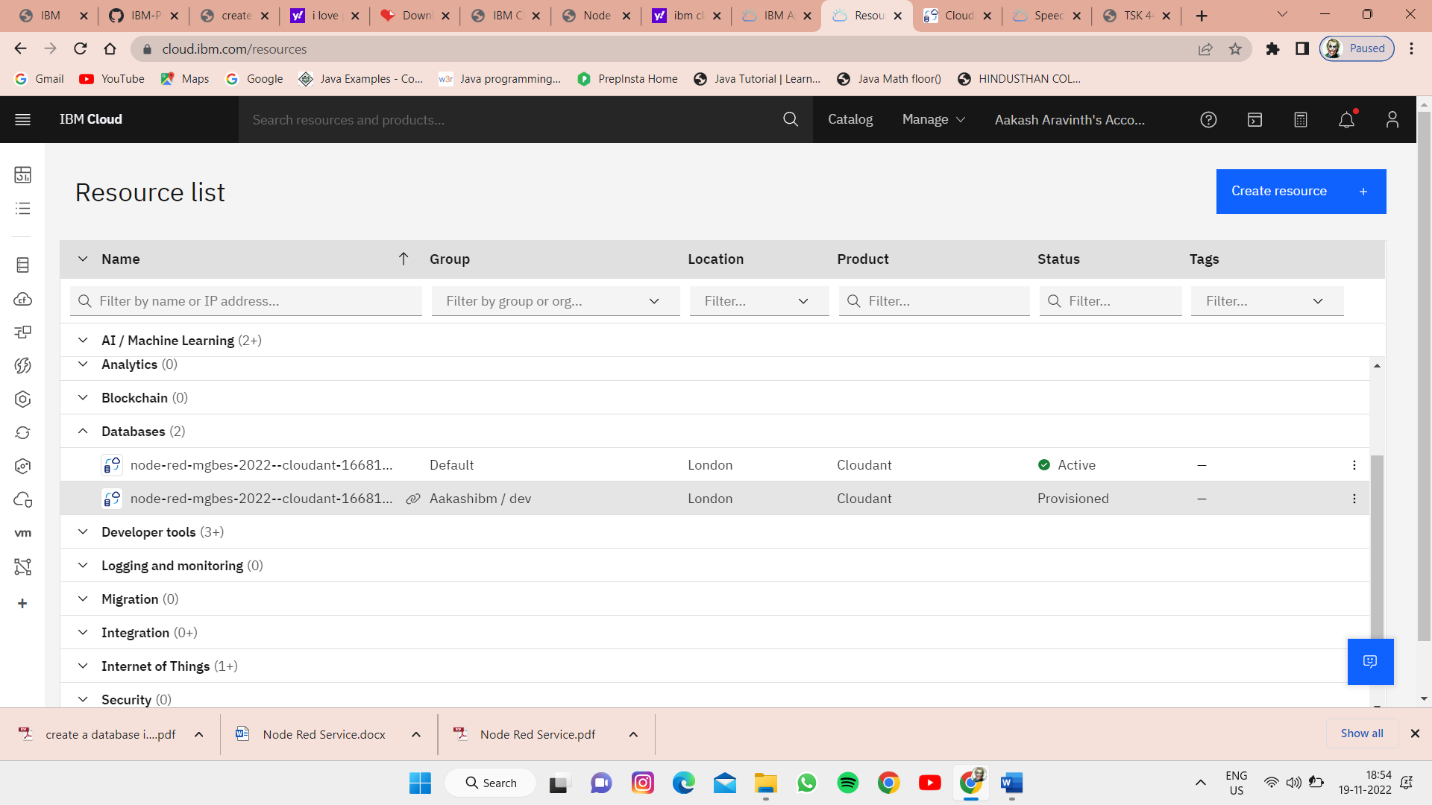 IBM
IBM-P
create
i love
Down
IBM C
Node
ibm cl
IBM A
Resou
Cloud
Speec
TSK 4-
cloud.ibm.com/resources
Paused
Gmail
YouTube
Maps
Google
Java Examples - Co...
Java programming...
PrepInsta Home
Java Tutorial | Learn...
Java Math floor()
HINDUSTHAN COL...
IBM Cloud
Search resources and products...
Catalog
Manage
Aakash Aravinth's Acco...
Resource list
Create resource +
Name
Group
Location
Product
Status
Tags
Filter by name or IP address...
Filter by group or org...
Filter...
Filter...
Filter...
Filter...
AI / Machine Learning (2+)
Analytics (0)
Blockchain (0)
Databases (2)
node-red-mgbes-2022--cloudant-16681... Default London Cloudant Active —
node-red-mgbes-2022--cloudant-16681... Aakashibm / dev London Cloudant Provisioned —
Developer tools (3+)
Logging and monitoring (0)
Migration (0)
Integration (0+)
Internet of Things (1+)
Security (0)
vm
create a database i....pdf
Node Red Service.docx
Node Red Service.pdf
Show all
Search
ENG
US
18:54
19-11-2022